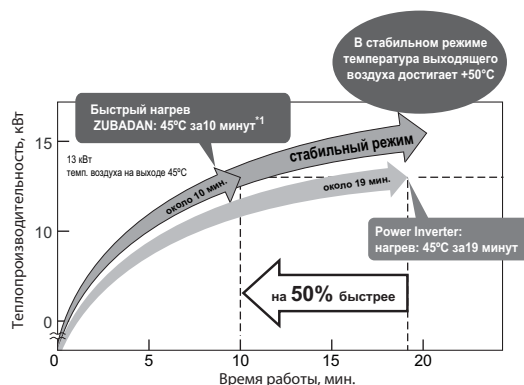 В стабильном режиме
температура выходящего
воздуха достигает +50°С
Быстрый нагрев
ZUBADAN: 45ºС за10 минут*1
Теплопроизводительность, кВт
15
10
0
13 кВт
темп. воздуха на выходе 45ºС
стабильный режим
около 10 мин.
около 19 мин.
Power Inverter:
нагрев: 45ºС за19 минут
на 50% быстрее
0
5
10
15
20
Время работы, мин.